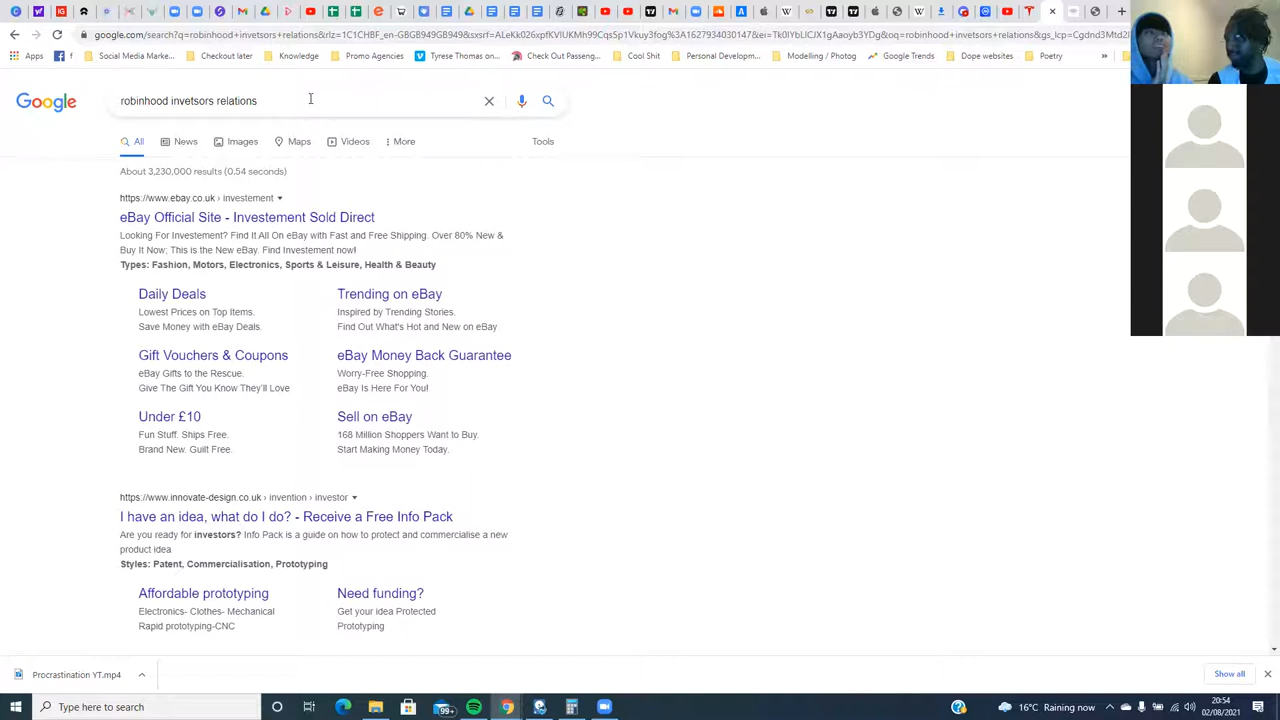 google.com/search?q=robinhood+invetsors+relations&rlz=1C1CHBF_en-GBGB949GB949&sxsrf=
Apps
Social Media Marke...
Checkout later
Knowledge
Promo Agencies
Tyrese Thomas on...
Check Out Passeng...
Cool Shit
Personal Developm...
Modelling / Photog
Google Trends
Dope websites
Poetry
»
Google
robinhood invetsors relations
All
News
Images
Maps
Videos
More
Tools
About 3,230,000 results (0.54 seconds)
https://www.ebay.co.uk › investement
eBay Official Site - Investement Sold Direct
Looking For Investement? Find It All On eBay with Fast and Free Shipping. Over 80% New &
Buy It Now; This is the New eBay. Find Investement now!
Types: Fashion, Motors, Electronics, Sports & Leisure, Health & Beauty
Daily Deals
Lowest Prices on Top Items.
Save Money with eBay Deals.
Trending on eBay
Inspired by Trending Stories.
Find Out What's Hot and New on eBay
Gift Vouchers & Coupons
eBay Gifts to the Rescue.
Give The Gift You Know They'll Love
eBay Money Back Guarantee
Worry-Free Shopping.
eBay Is Here For You!
Under £10
Fun Stuff. Ships Free.
Brand New. Guilt Free.
Sell on eBay
168 Million Shoppers Want to Buy.
Start Making Money Today.
https://www.innovate-design.co.uk › invention › investor
I have an idea, what do I do? - Receive a Free Info Pack
Are you ready for investors? Info Pack is a guide on how to protect and commercialise a new
product idea
Styles: Patent, Commercialisation, Prototyping
Affordable prototyping
Electronics- Clothes- Mechanical
Rapid prototyping-CNC
Need funding?
Get your idea Protected
Prototyping
Procrastination YT.mp4
Show all
Type here to search
99+
16°C Raining now
20:54
02/08/2021